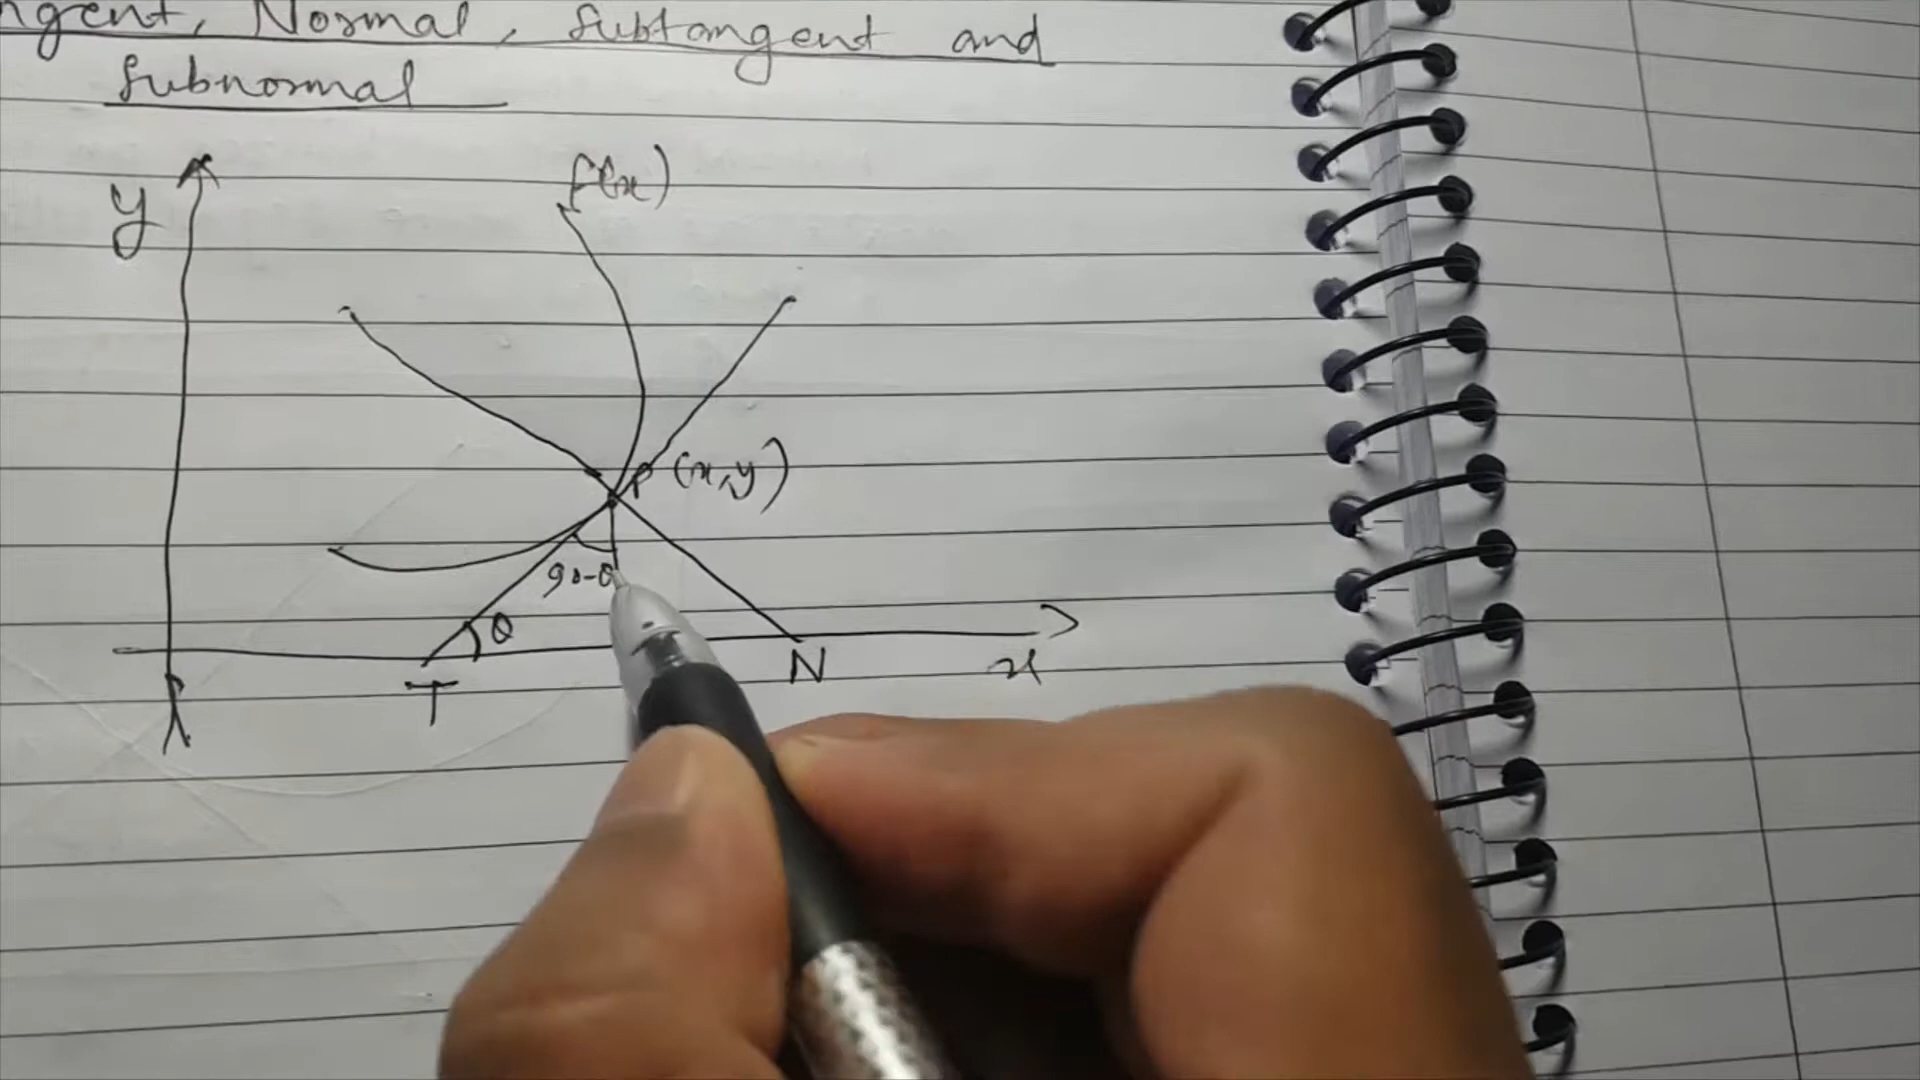 ngent, Normal, Subtangent and
Subnormal
f(x)
y
P (x,y)
90-θ
θ
T
N
x